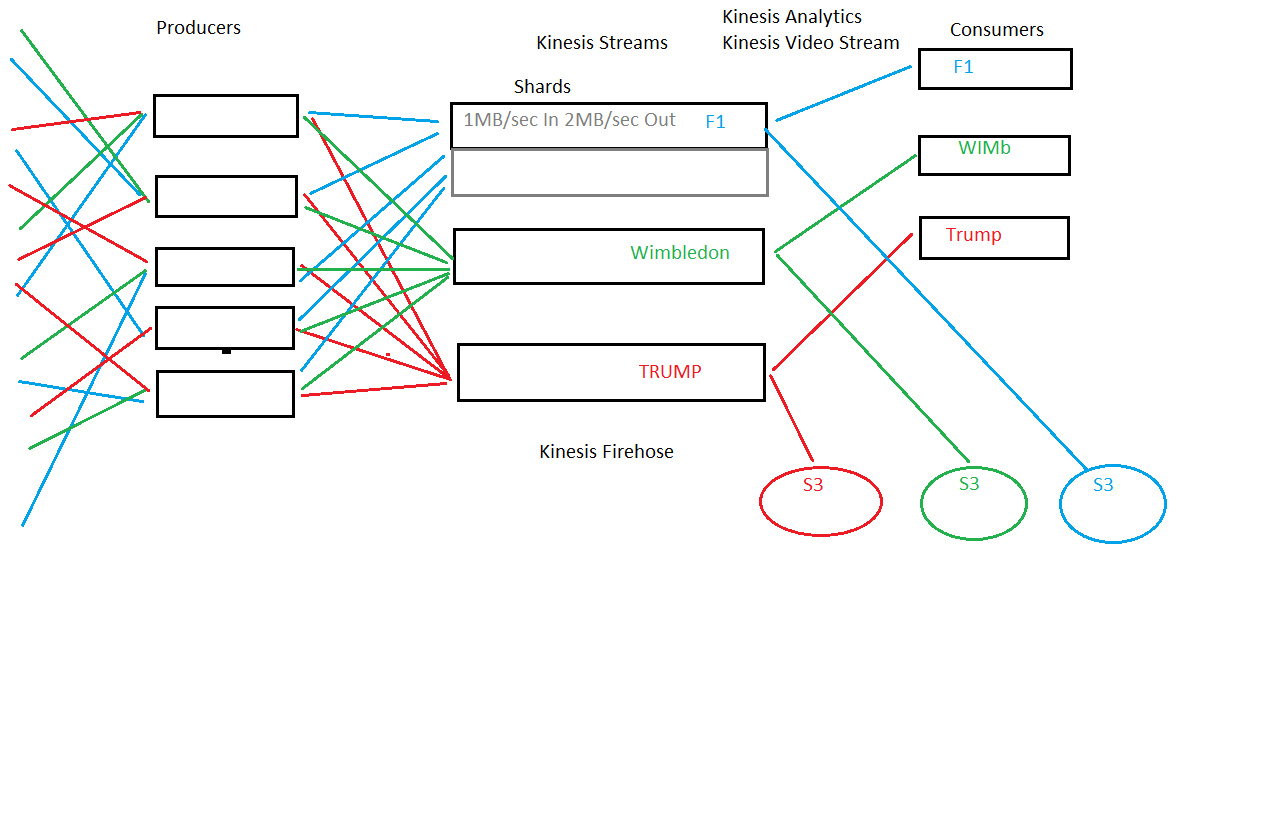 Producers
Kinesis Streams
Kinesis Analytics
Kinesis Video Stream
Consumers
Shards
1MB/sec In 2MB/sec Out
F1
F1
WIMb
Wimbledon
Trump
TRUMP
Kinesis Firehose
S3
S3
S3